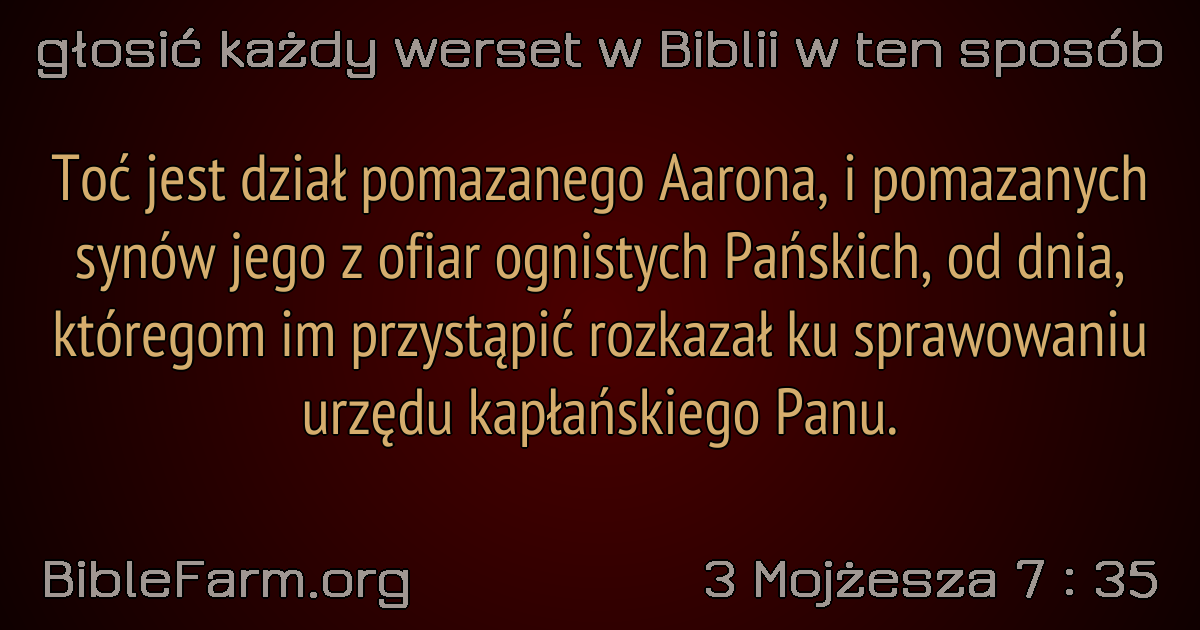 głosić każdy werset w Biblii w ten sposób
Toć jest dział pomazanego Aarona, i pomazanych
synów jego z ofiar ognistych Pańskich, od dnia,
któregom im przystąpić rozkazał ku sprawowaniu
urzędu kapłańskiego Panu.
BibleFarm.org
3 Mojżesza 7 : 35